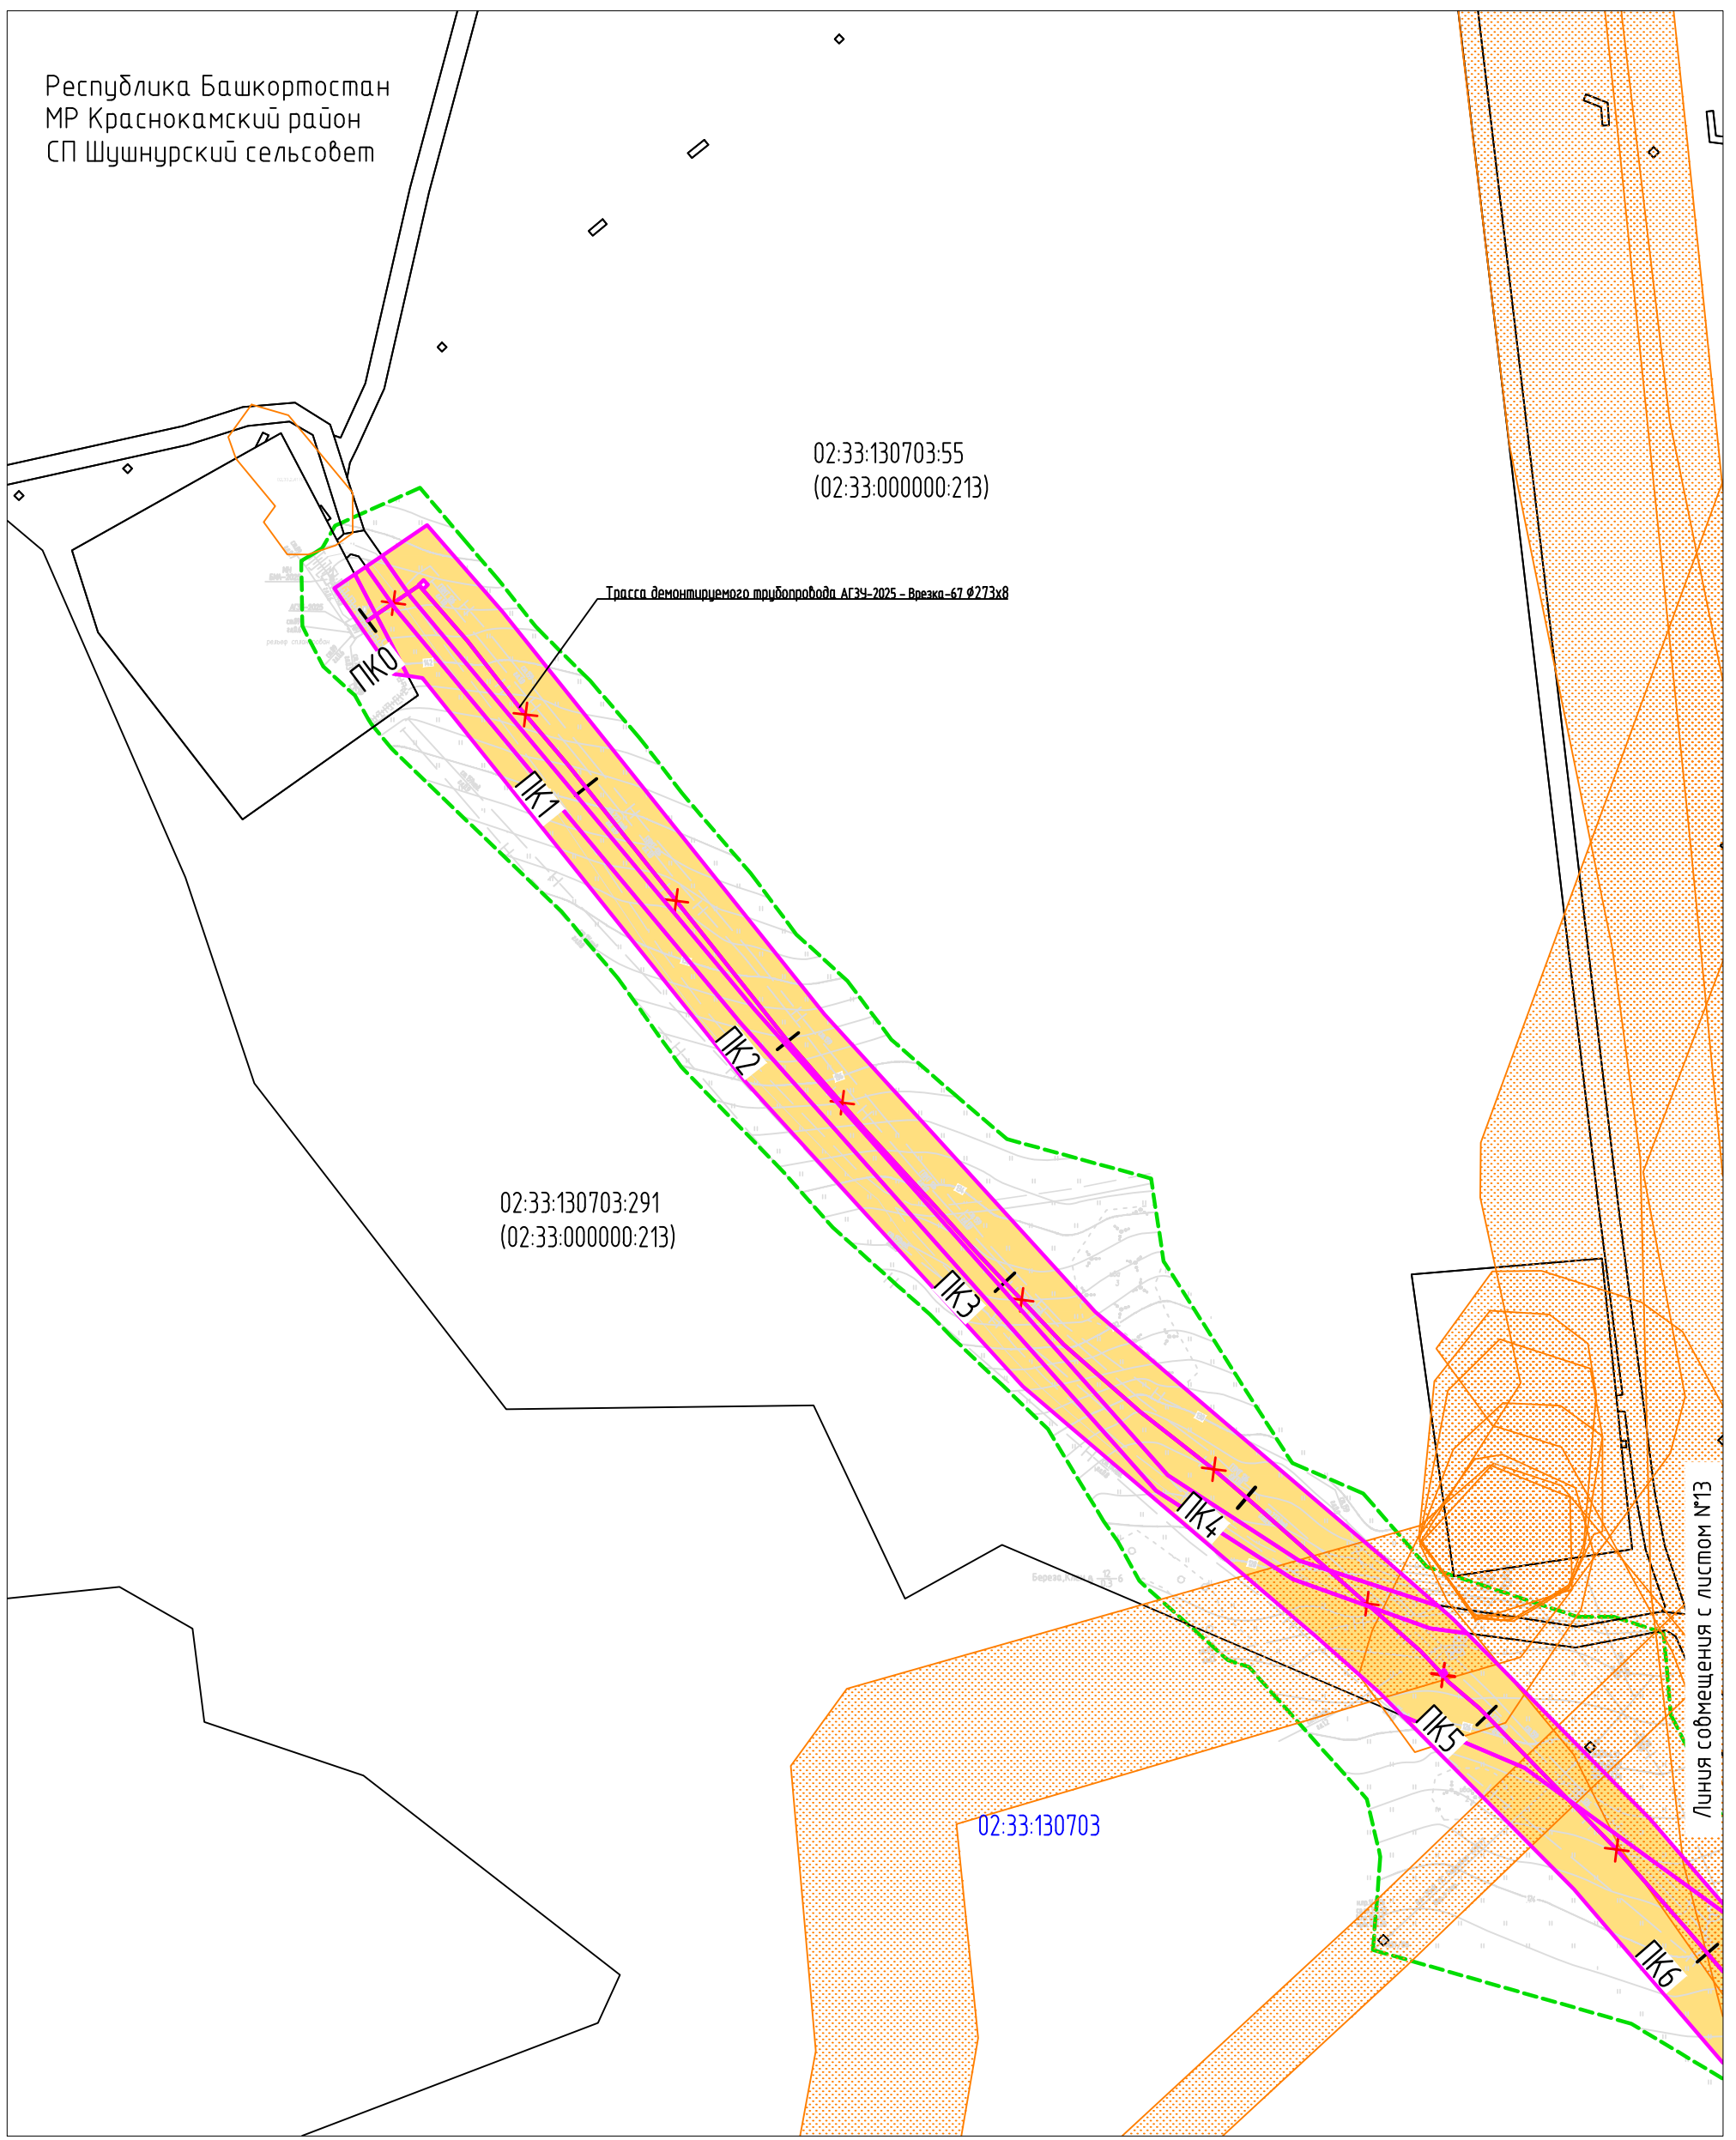 Республика Башкортостан
МР Краснокамский район
СП Шушнурский сельсовет
02:33:130703:55
(02:33:000000:213)
Трасса демонтируемого трубопровода АГЗУ-2025 - Врезка-67 ∅273х8
ПК0
ПК1
ПК2
02:33:130703:291
(02:33:000000:213)
ПК3
ПК4
ПК5
02:33:130703
ПК6
Линия совмещения с листом №13